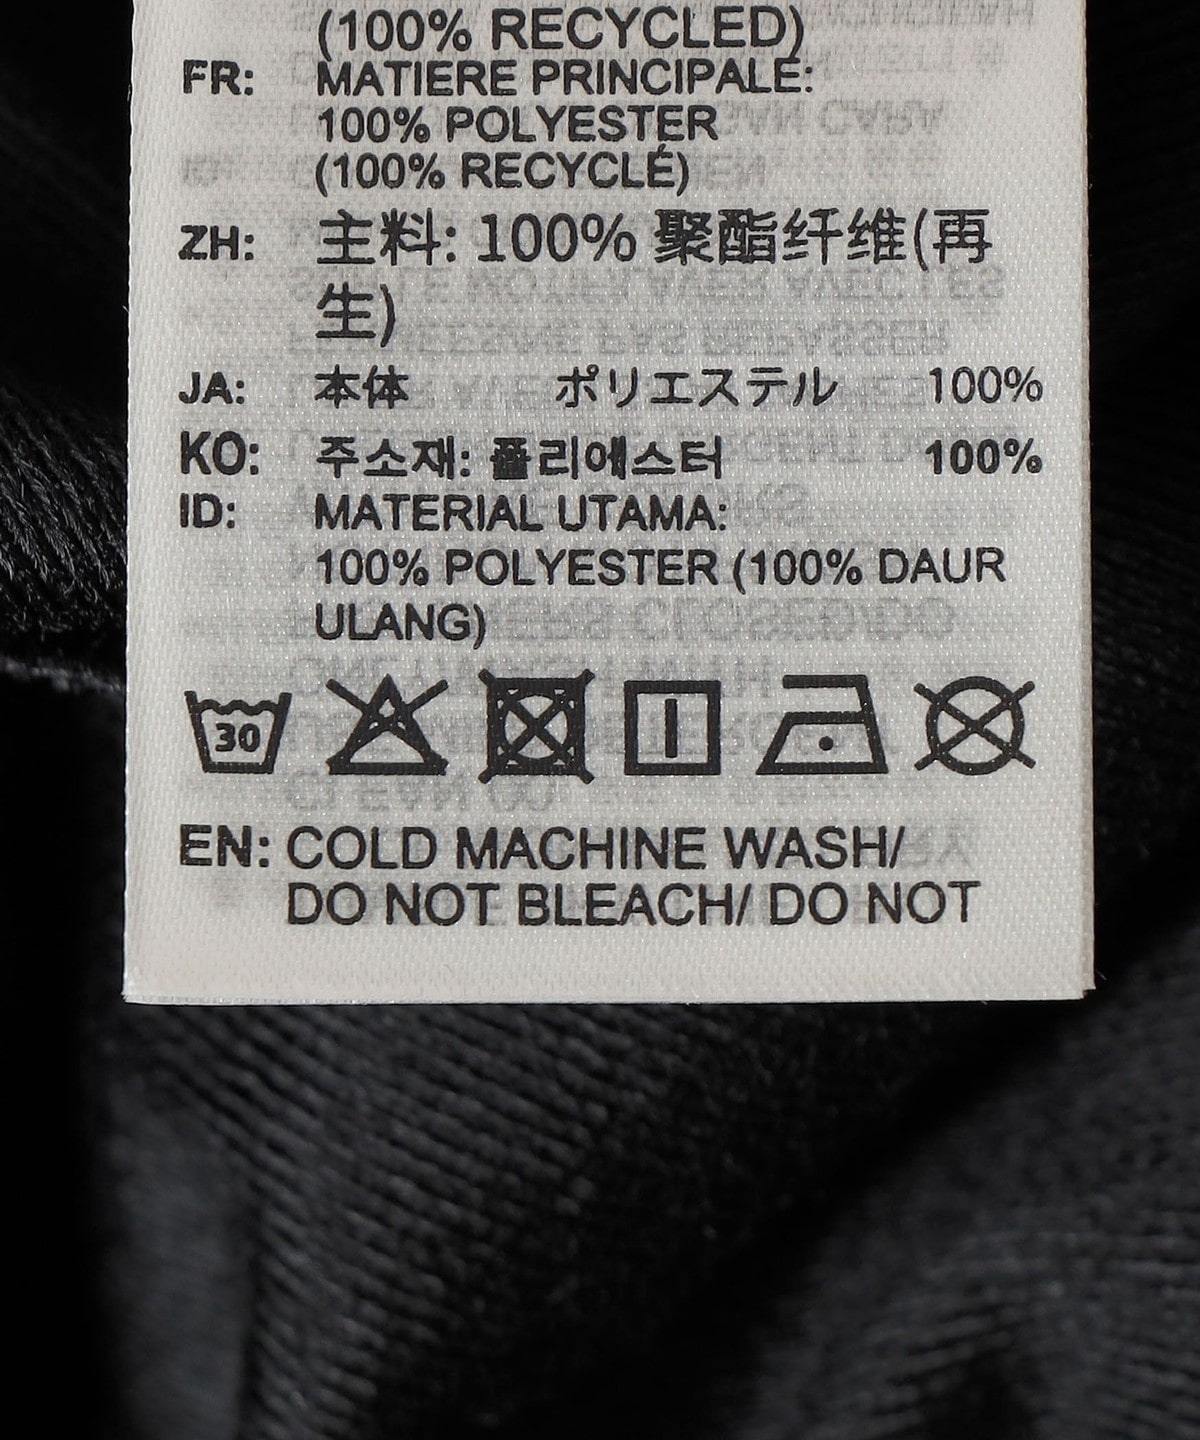 (100% RECYCLED)
FR: MATIERE PRINCIPALE:
100% POLYESTER
(100% RECYCLÉ)
ZH: 主料: 100% 聚酯纤维(再
生)
JA: 本体 ポリエステル 100%
KO: 주소재: 폴리에스터 100%
ID: MATERIAL UTAMA:
100% POLYESTER (100% DAUR
ULANG)
30
EN: COLD MACHINE WASH/
DO NOT BLEACH/ DO NOT